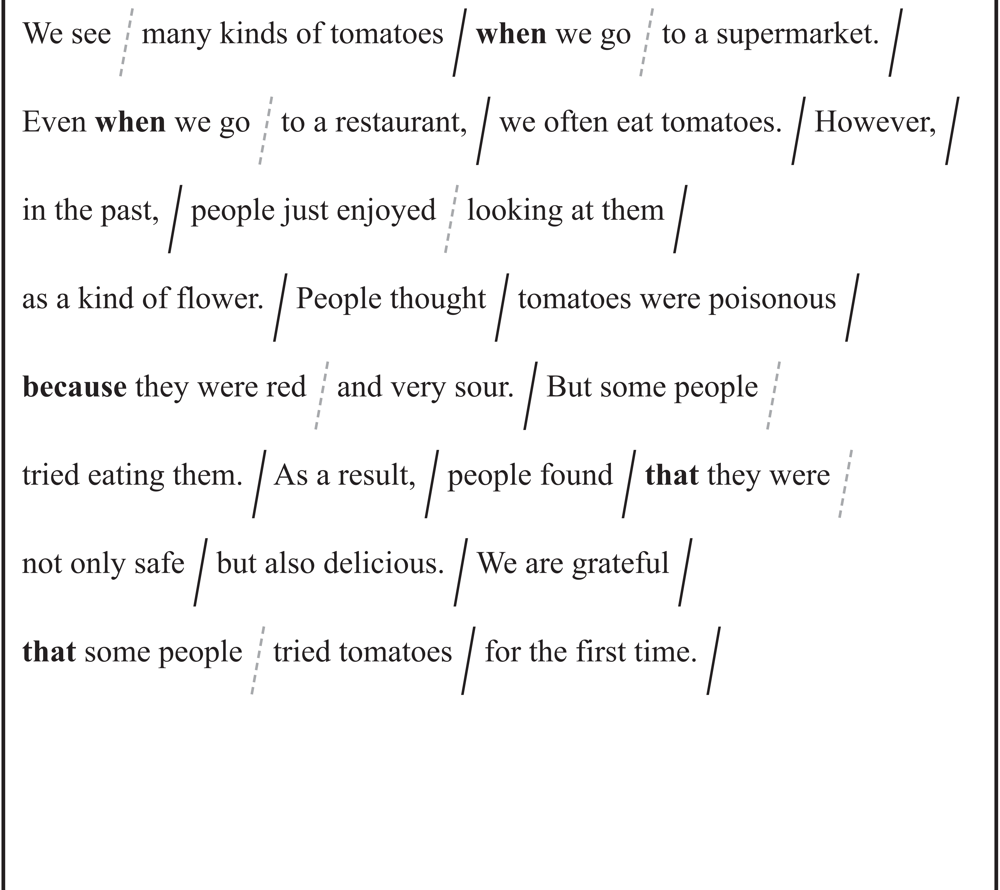 We see / many kinds of tomatoes / when we go / to a supermarket. /
Even when we go / to a restaurant, / we often eat tomatoes. / However, /
in the past, / people just enjoyed / looking at them /
as a kind of flower. / People thought / tomatoes were poisonous /
because they were red / and very sour. / But some people /
tried eating them. / As a result, / people found / that they were /
not only safe / but also delicious. / We are grateful /
that some people / tried tomatoes / for the first time. /